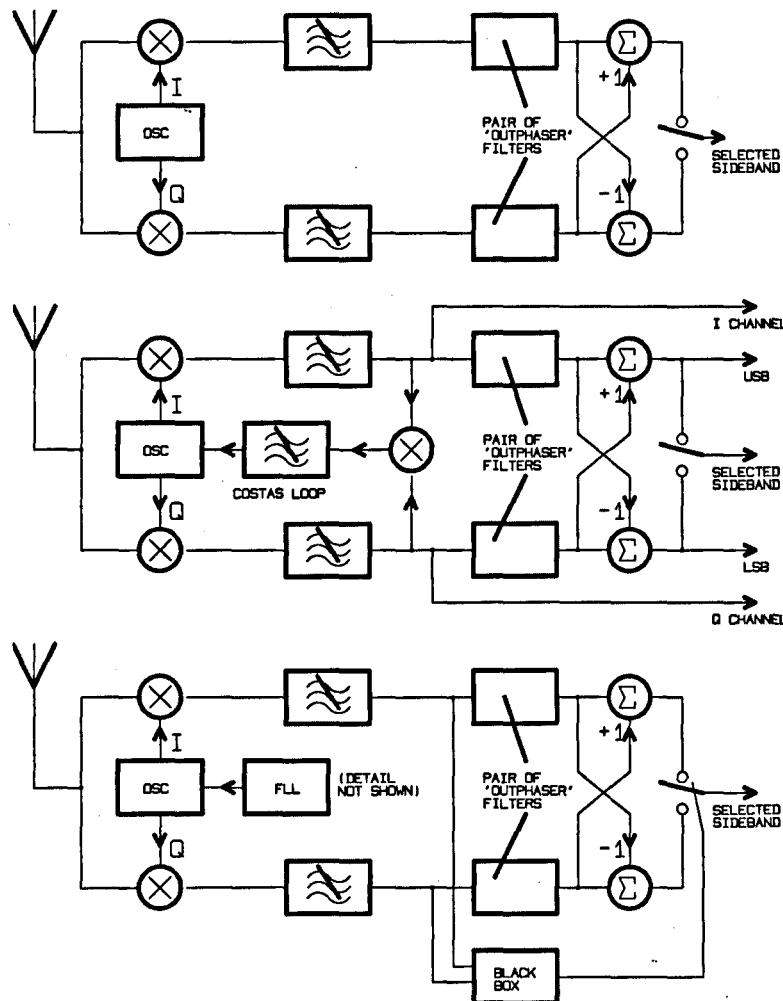 I
+1
OSC
PAIR OF
"OUTPHASER"
FILTERS
SELECTED
SIDEBAND
Q
-1
Σ
Σ
I CHANNEL
USB
I
+1
OSC
PAIR OF
"OUTPHASER"
FILTERS
SELECTED
SIDEBAND
COSTAS LOOP
Q
-1
Σ
Σ
LSB
Q CHANNEL
I
+1
OSC
FLL
(DETAIL
NOT SHOWN)
PAIR OF
"OUTPHASER"
FILTERS
SELECTED
SIDEBAND
Q
-1
Σ
Σ
BLACK
BOX